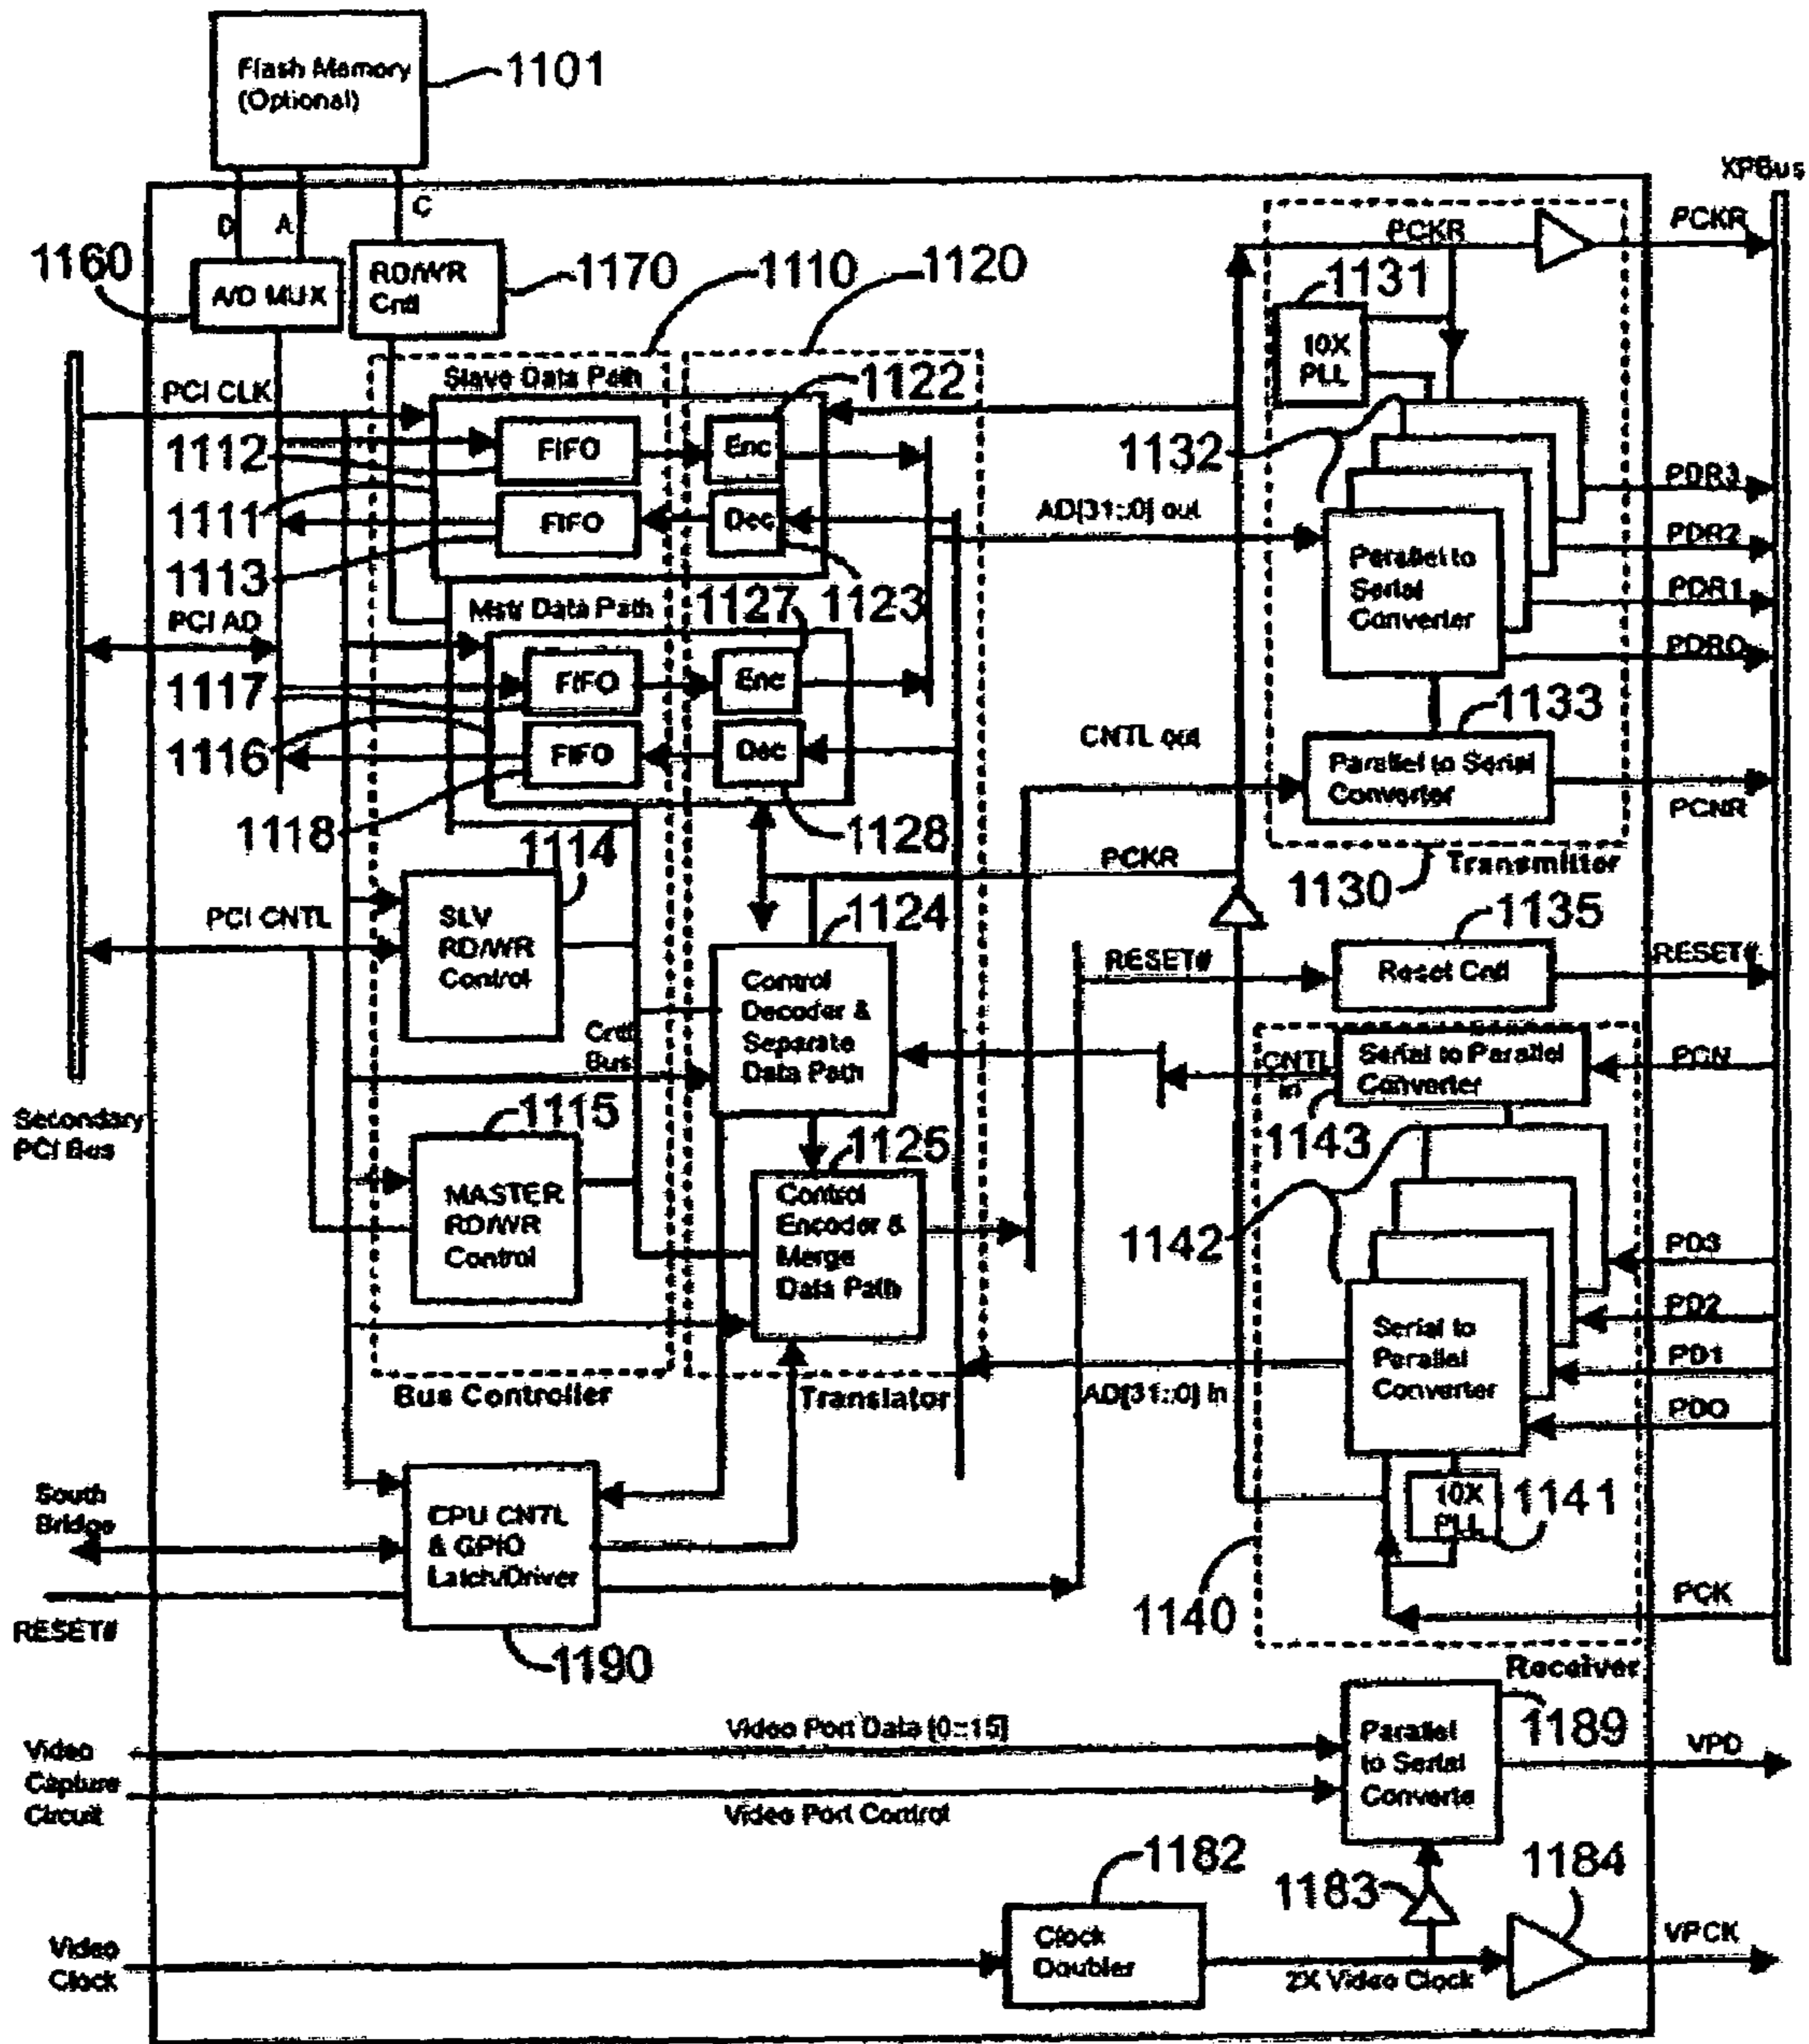 Flash Memory
(Optional)
1101
XPBus
D
A
C
1160
A/D MUX
RD/WR
Cntl
1170
1110
1120
PCKR
PCKR
1131
10X
PLL
PCI CLK
Slave Data Path
1122
1112
FIFO
Enc
1132
1111
FIFO
Dec
AD[31::0] out
1113
1123
Parallel to
Serial
Converter
PDR3
PDR2
PDR1
PDR0
PCI AD
Mstr Data Path
1127
1117
FIFO
Enc
1116
FIFO
Dec
CNTL out
1133
Parallel to Serial
Converter
PCNR
1118
1128
1114
PCKR
1130
Transmitter
PCI CNTL
SLV
RD/WR
Control
1124
Control
Decoder &
Separate
Data Path
RESET#
1135
Reset Cntl
RESET#
Cntl
Bus
CNTL
in
Serial to Parallel
Converter
PCN
1143
Secondary
PCI Bus
1115
MASTER
RD/WR
Control
1125
Control
Encoder &
Merge
Data Path
1142
Serial to
Parallel
Converter
PD3
PD2
PD1
PD0
Bus Controller
Translator
AD[31::0] in
South
Bridge
CPU CNTL
& GPIO
Latch/Driver
10X
PLL
1141
RESET#
1190
1140
PCK
Receiver
Video
Capture
Circuit
Video Port Data [0::15]
Video Port Control
Parallel
to Serial
Converte
1189
VPD
1182
1183
1184
Video
Clock
Clock
Doubler
2X Video Clock
VPCK